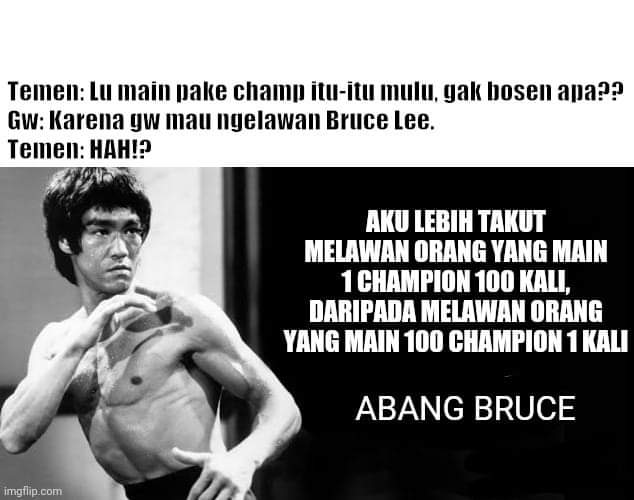 Temen: Lu main pake champ itu-itu mulu, gak bosen apa??
Gw: Karena gw mau ngelawan Bruce Lee.
Temen: HAH!?
AKU LEBIH TAKUT
MELAWAN ORANG YANG MAIN
1 CHAMPION 100 KALI,
DARIPADA MELAWAN ORANG
YANG MAIN 100 CHAMPION 1 KALI
ABANG BRUCE
imgflip.com